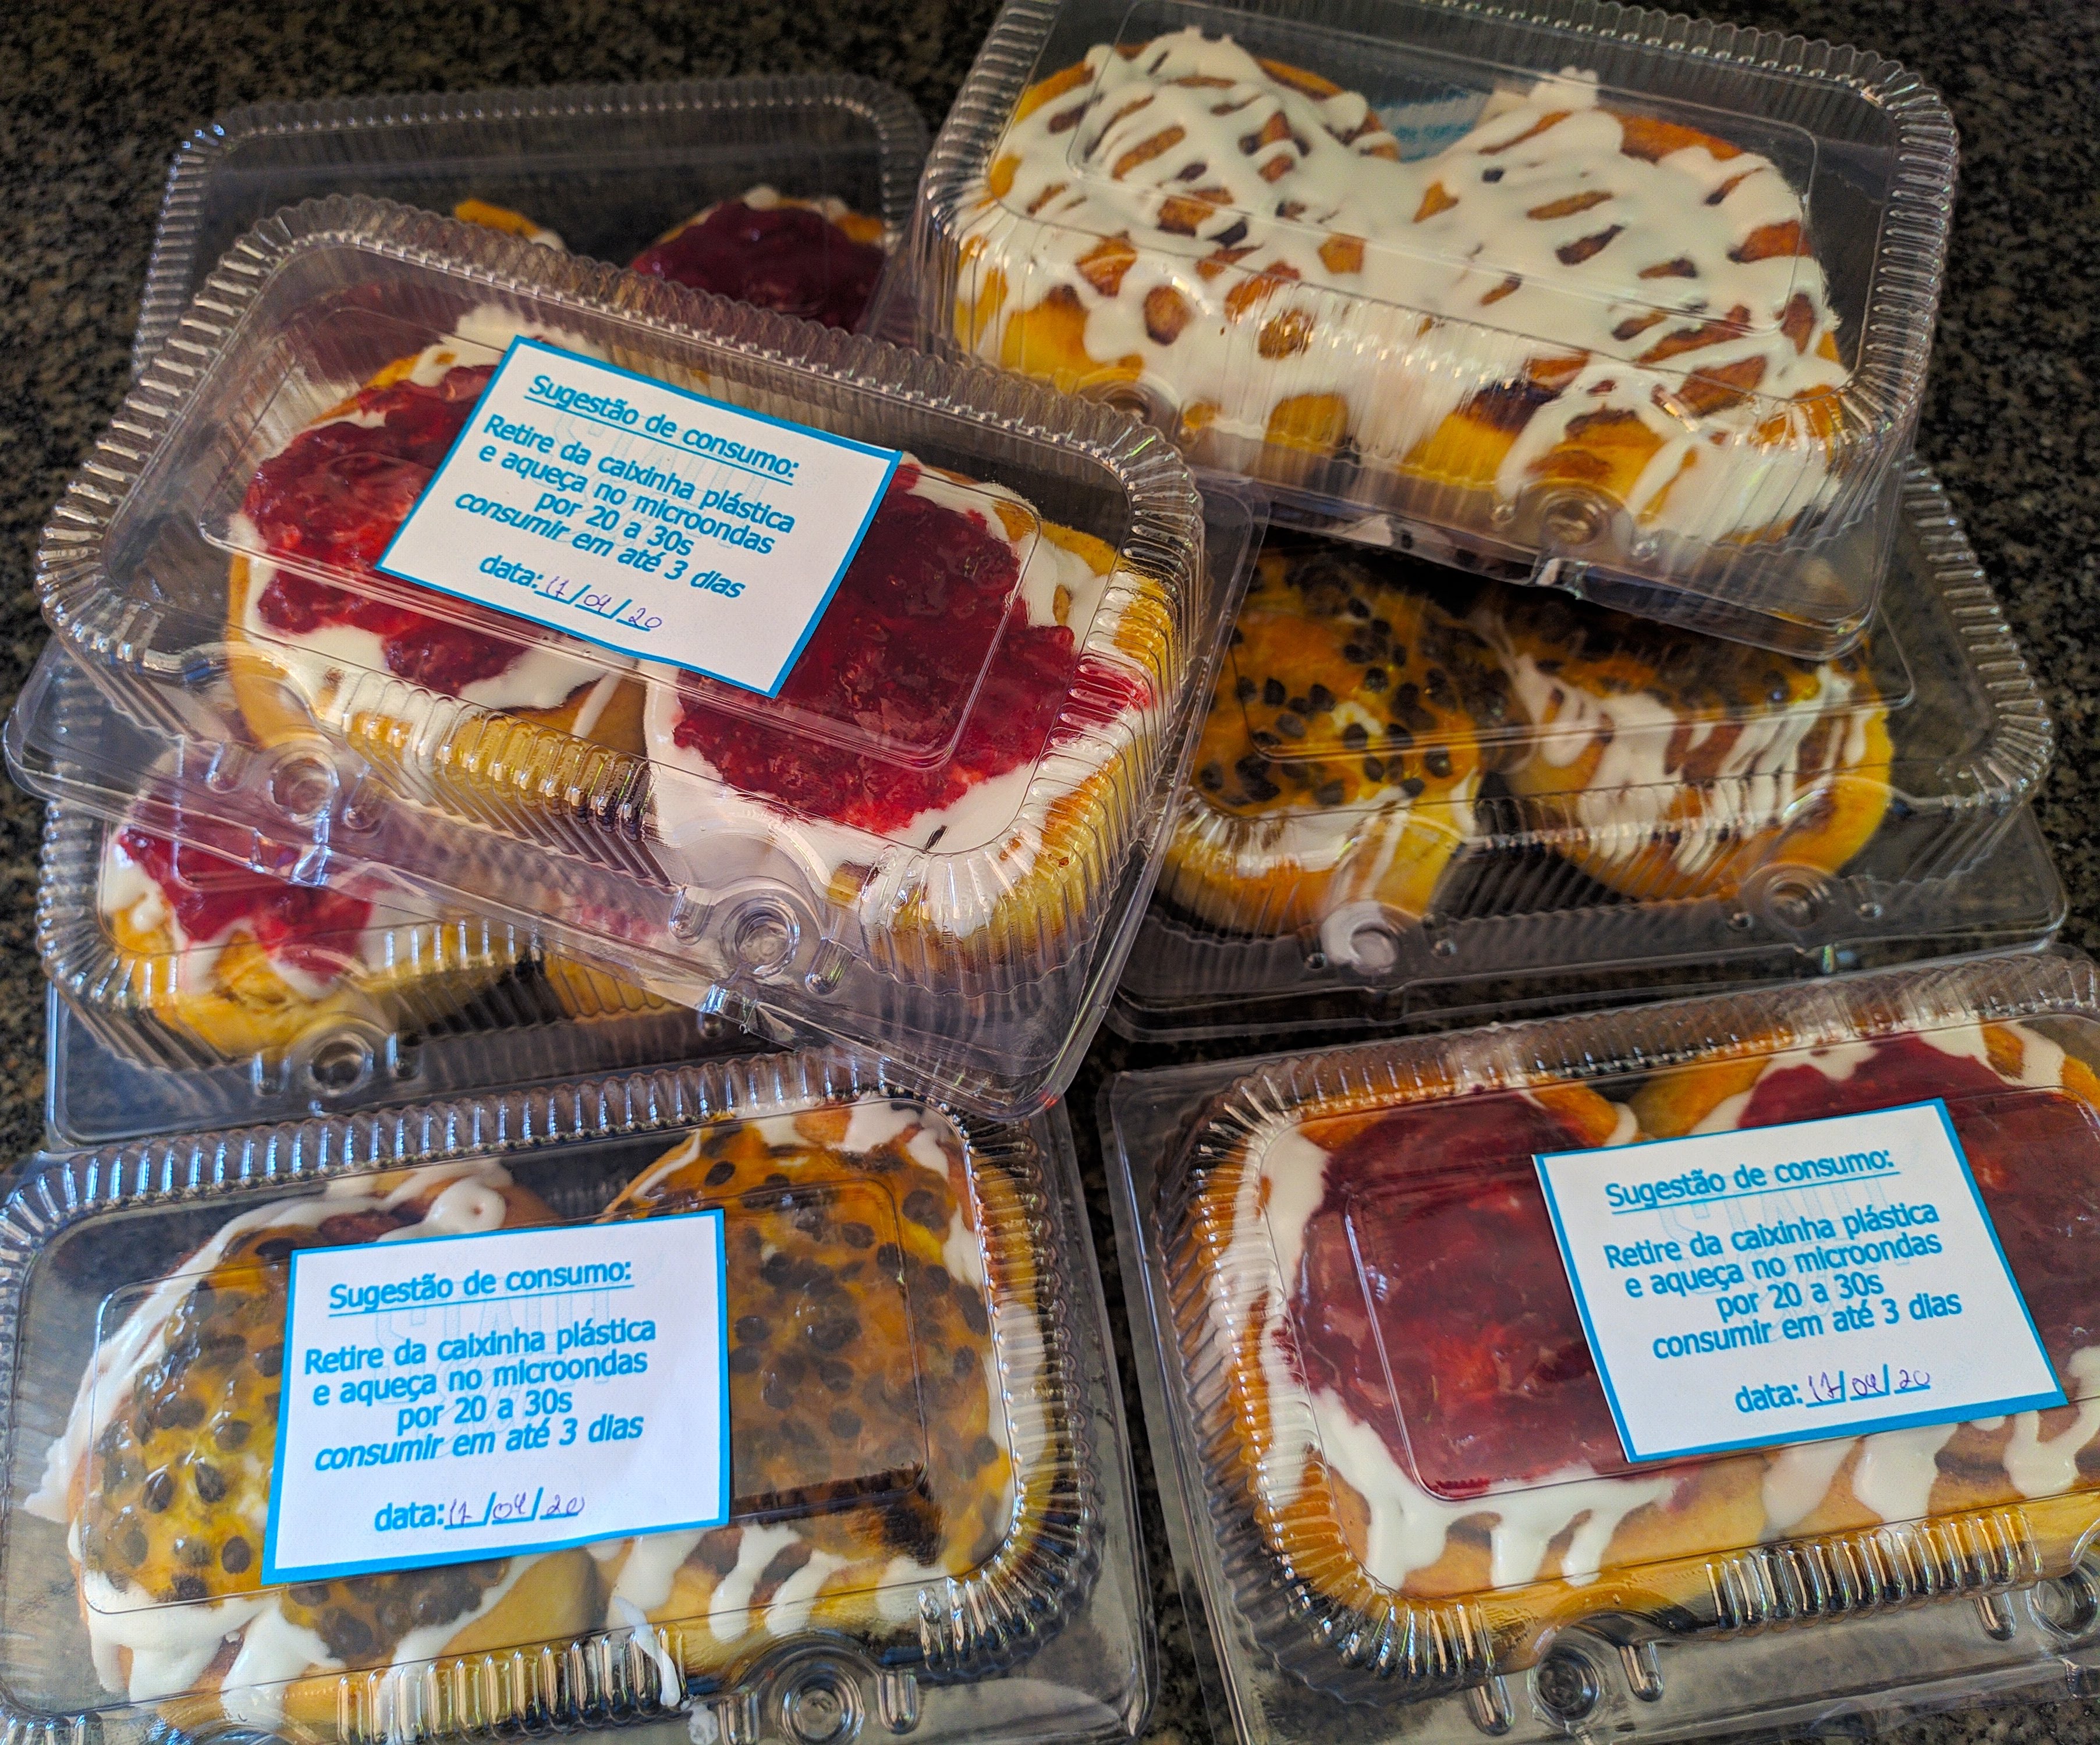 Sugestão de consumo:
Retire da caixinha plástica
e aqueça no microondas
por 20 a 30s
consumir em até 3 dias
data: 17/04/20
Sugestão de consumo:
Retire da caixinha plástica
e aqueça no microondas
por 20 a 30s
consumir em até 3 dias
data: 17/04/20
Sugestão de consumo:
Retire da caixinha plástica
e aqueça no microondas
por 20 a 30s
consumir em até 3 dias
data: 17/04/20